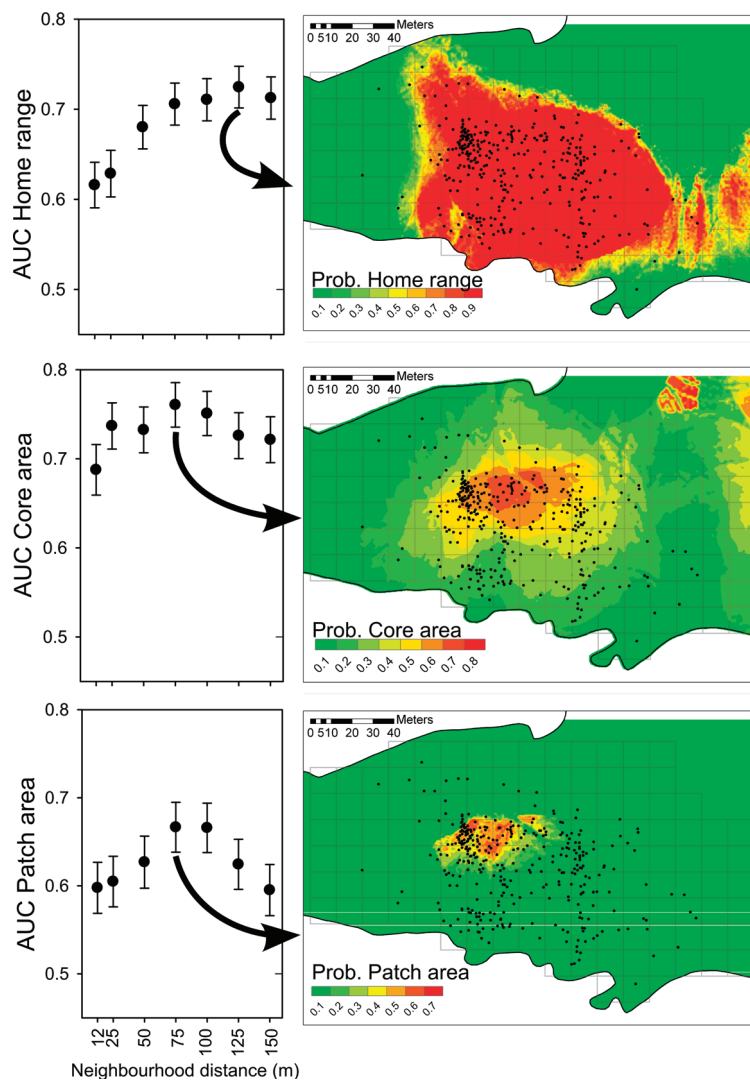 0.8
0.7
0.6
0.5
AUC Home range
Meters
0 510 20 30 40
Prob. Home range
0.1 0.2 0.3 0.4 0.5 0.6 0.7 0.8 0.9
0.8
0.7
0.6
0.5
AUC Core area
Meters
0 510 20 30 40
Prob. Core area
0.1 0.2 0.3 0.4 0.5 0.6 0.7 0.8
0.8
0.7
0.6
0.5
AUC Patch area
Meters
0 510 20 30 40
Prob. Patch area
0.1 0.2 0.3 0.4 0.5 0.6 0.7
12 25 50 75 100 125 150
Neighbourhood distance (m)